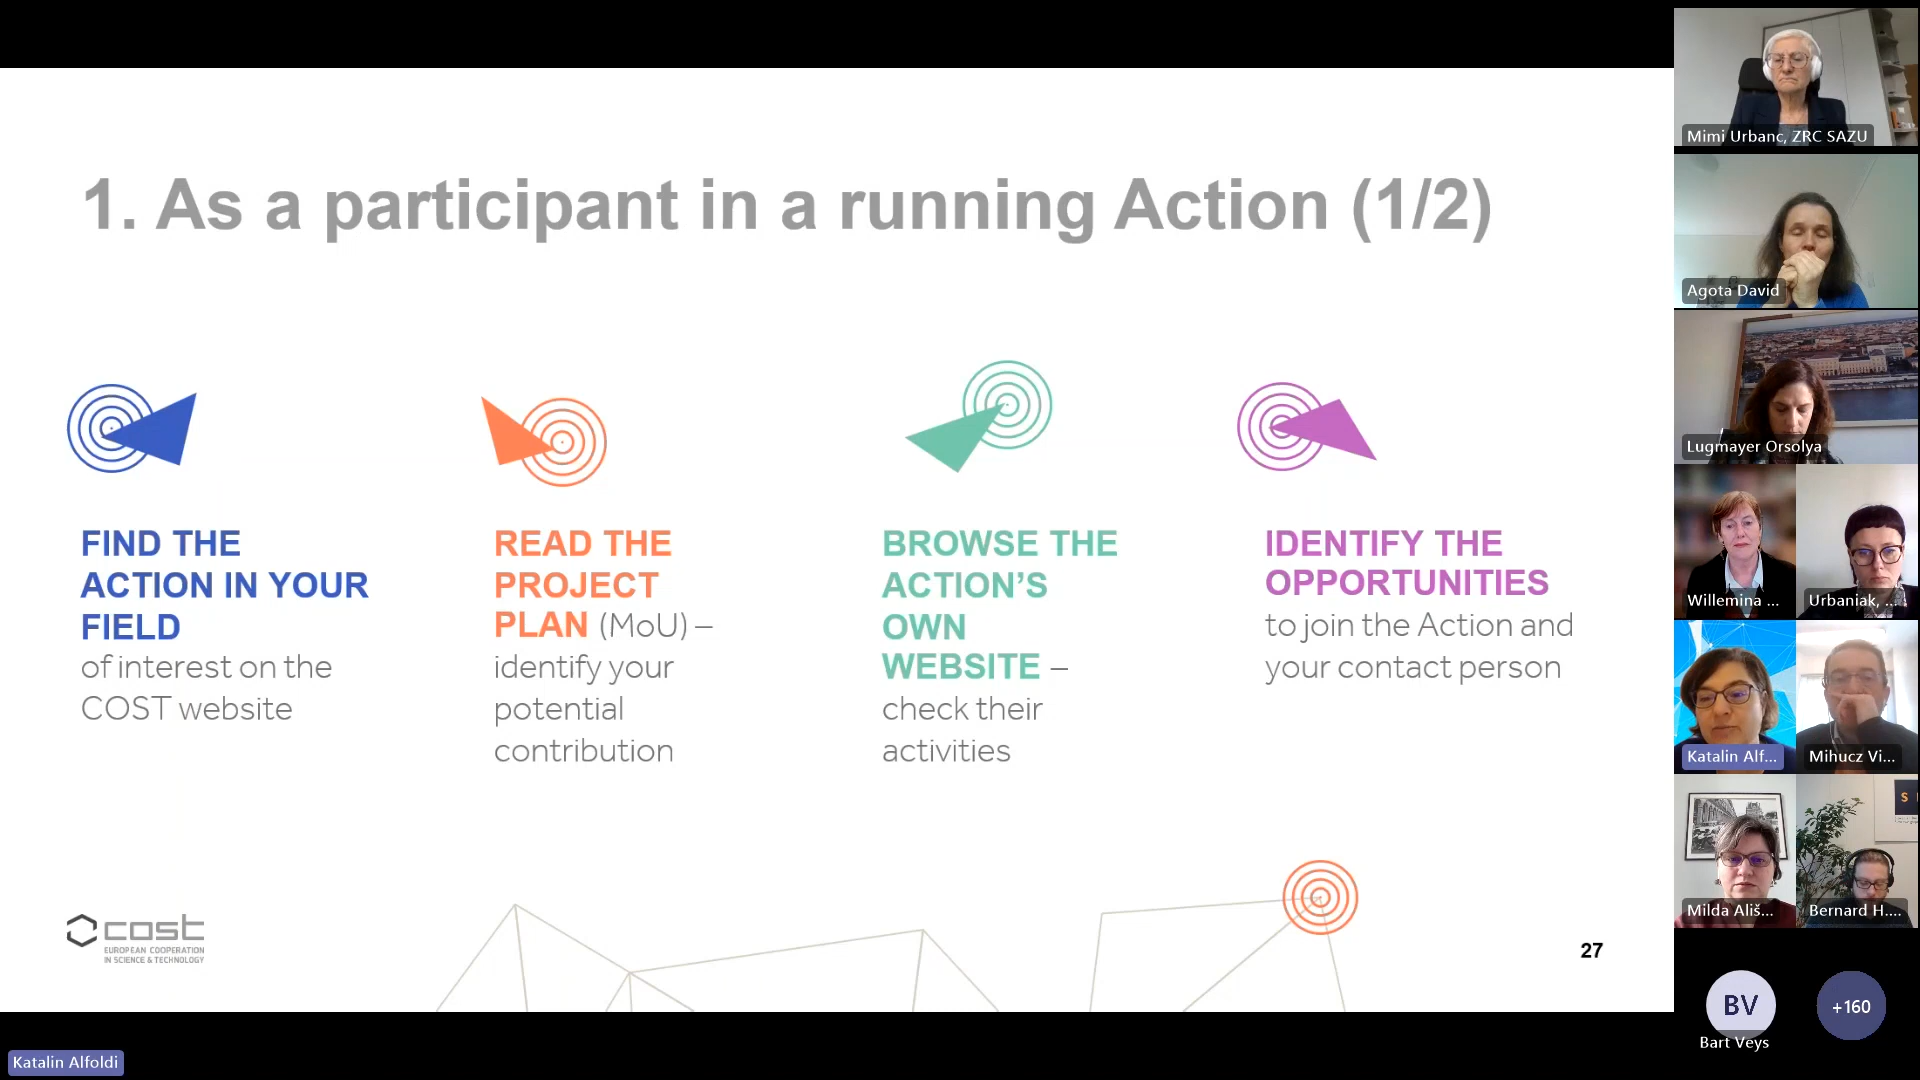 1. As a participant in a running Action (1/2)
FIND THE
ACTION IN YOUR
FIELD
of interest on the
COST website
READ THE
PROJECT
PLAN (MoU) –
identify your
potential
contribution
BROWSE THE
ACTION’S
OWN
WEBSITE –
check their
activities
IDENTIFY THE
OPPORTUNITIES
to join the Action and
your contact person
cost
EUROPEAN COOPERATION
IN SCIENCE & TECHNOLOGY
27
Katalin Alfoldi
Mimi Urbanc, ZRC SAZU
Agota David
Lugmayer Orsolya
Willemina ...
Urbaniak, ...
Katalin Alf...
Mihucz Vi...
Milda Ališ...
Bernard H....
BV
Bart Veys
+160